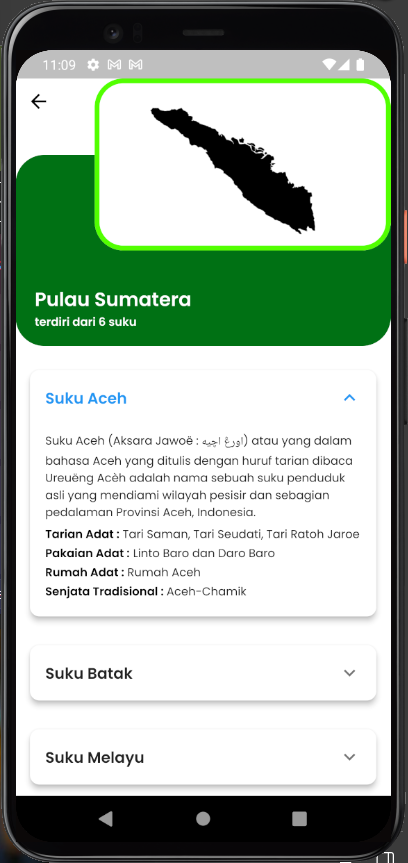 11:09
Pulau Sumatera
terdiri dari 6 suku
Suku Aceh
Suku Aceh (Aksara Jawoë : اورڠ اچيه) atau yang dalam
bahasa Aceh yang ditulis dengan huruf tarian dibaca
Ureuëng Acèh adalah nama sebuah suku penduduk
asli yang mendiami wilayah pesisir dan sebagian
pedalaman Provinsi Aceh, Indonesia.
Tarian Adat : Tari Saman, Tari Seudati, Tari Ratoh Jaroe
Pakaian Adat : Linto Baro dan Daro Baro
Rumah Adat : Rumah Aceh
Senjata Tradisional : Aceh-Chamik
Suku Batak
Suku Melayu